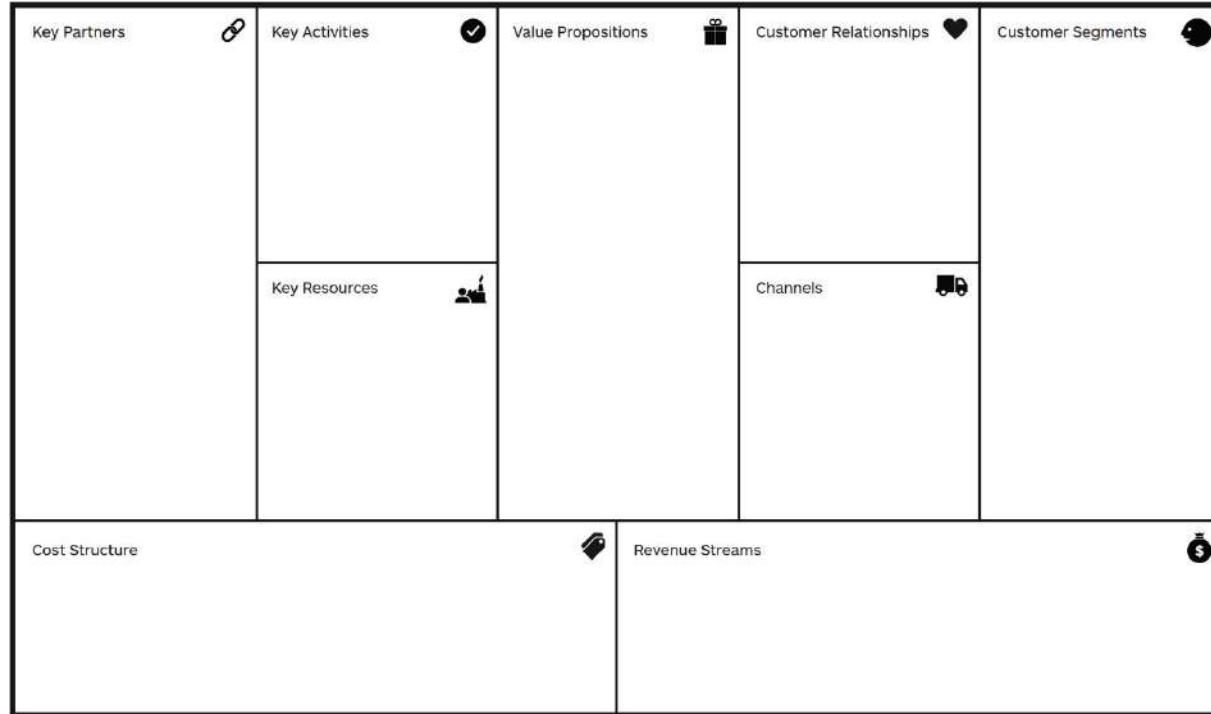 Key Partners
Key Activities
Value Propositions
Customer Relationships
Customer Segments
Key Resources
Channels
Cost Structure
Revenue Streams
$